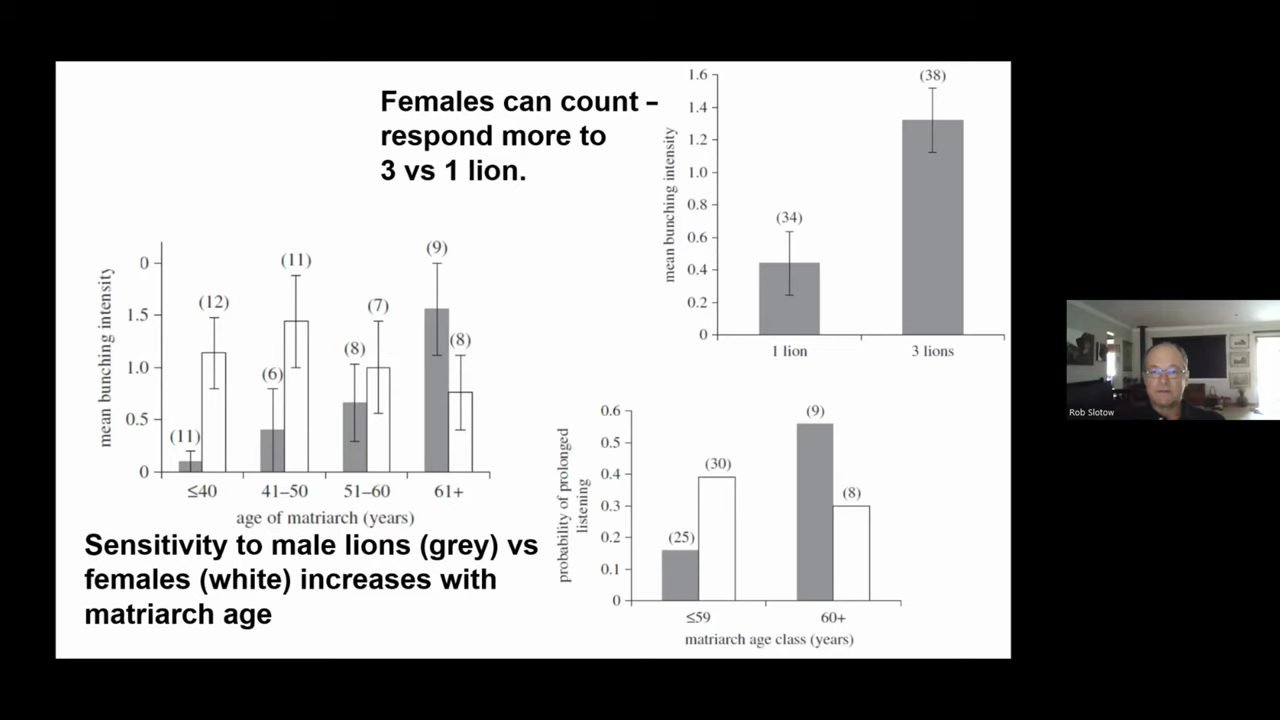 Females can count –
respond more to
3 vs 1 lion.
mean bunching intensity
1.6
1.4
1.2
1.0
0.8
0.6
0.4
0.2
0
(34)
(38)
1 lion
3 lions
mean bunching intensity
0
1.5
1.0
0.5
0
(11)
(12)
(6)
(11)
(8)
(7)
(9)
(8)
≤40
41–50
51–60
61+
age of matriarch (years)
Sensitivity to male lions (grey) vs
females (white) increases with
matriarch age
probability of prolonged
listening
0.6
0.5
0.4
0.3
0.2
0.1
0
(25)
(30)
(9)
(8)
≤59
60+
matriarch age class (years)
Rob Slotow